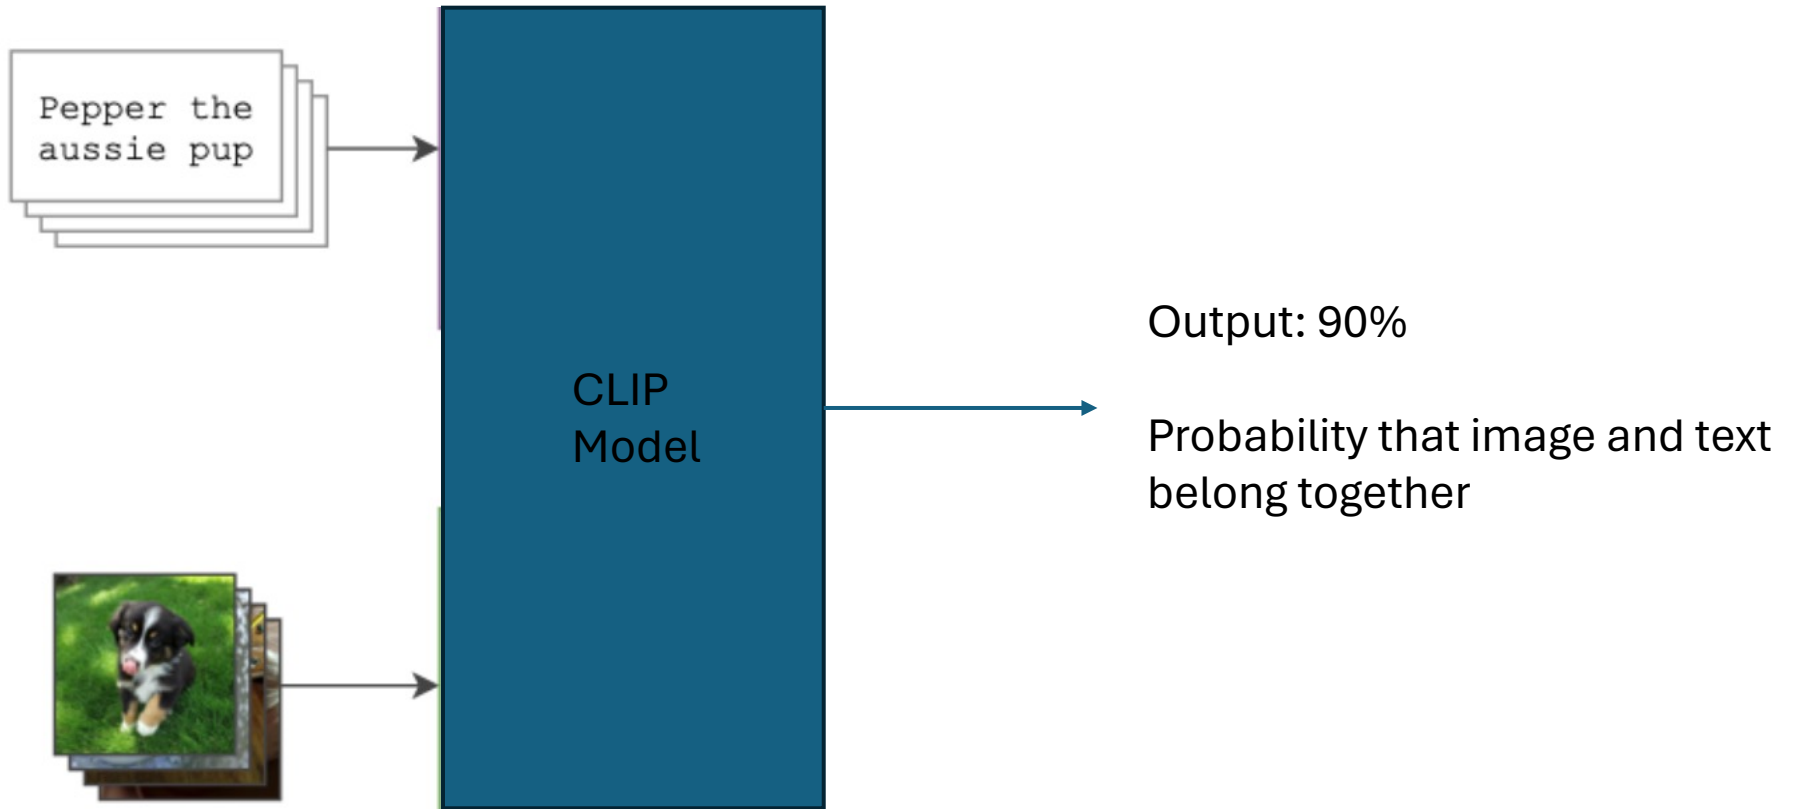 Pepper the
aussie pup
CLIP
Model
Output: 90%
Probability that image and text
belong together